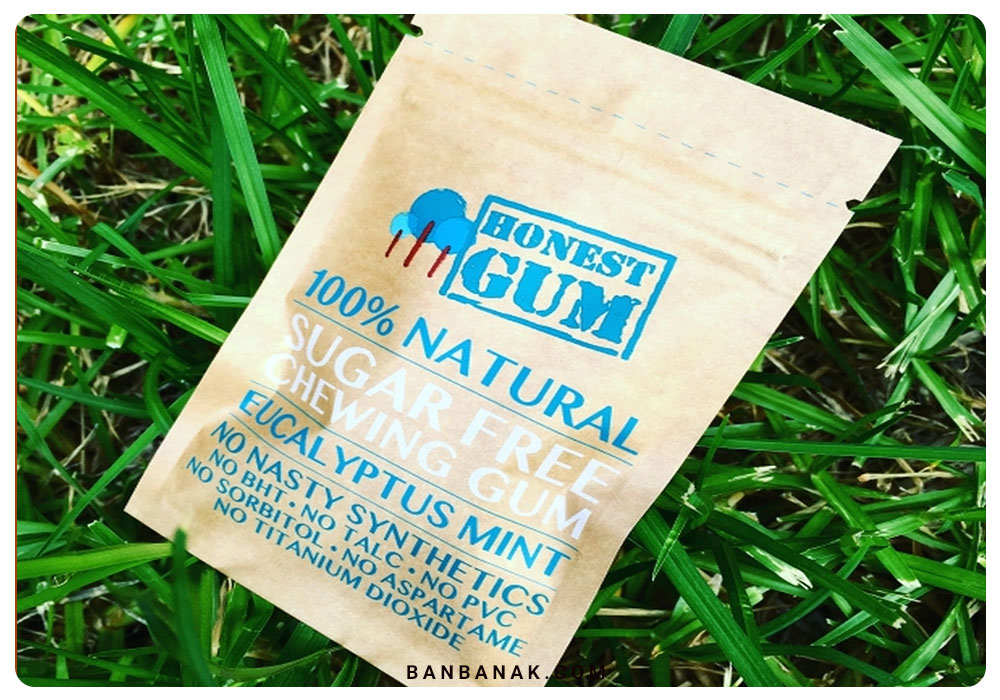 HONEST
GUM
100% NATURAL
SUGAR FREE
CHEWING GUM
EUCALYPTUS MINT
NO NASTY SYNTHETICS
NO BHT • NO TALC • NO PVC
NO SORBITOL • NO ASPARTAME
NO TITANIUM DIOXIDE
BANBANAK.COM